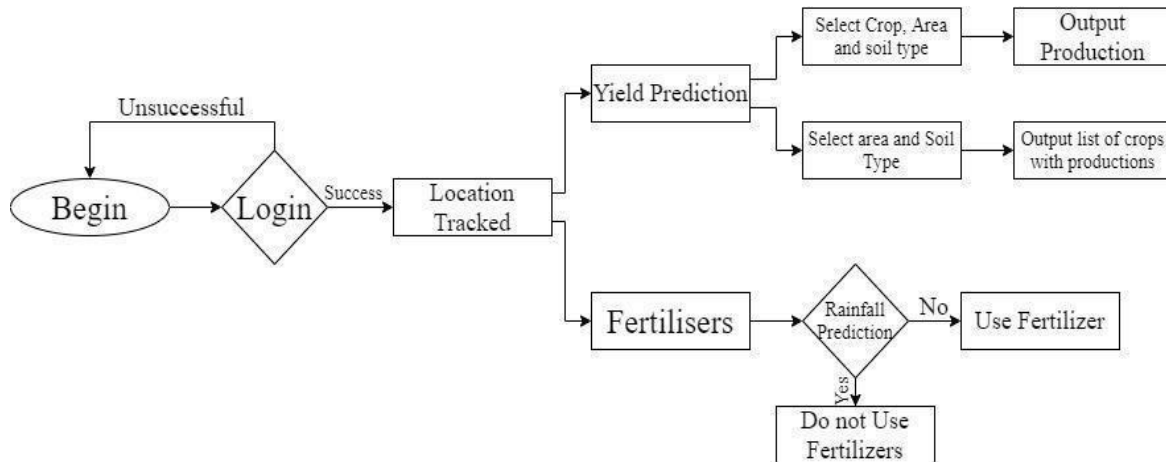 Unsuccessful
Begin
Login
Success
Location
Tracked
Yield Prediction
Select Crop, Area
and soil type
Output
Production
Select area and Soil
Type
Output list of crops
with productions
Fertilisers
Rainfall
Prediction
No
Use Fertilizer
Yes
Do not Use
Fertilizers